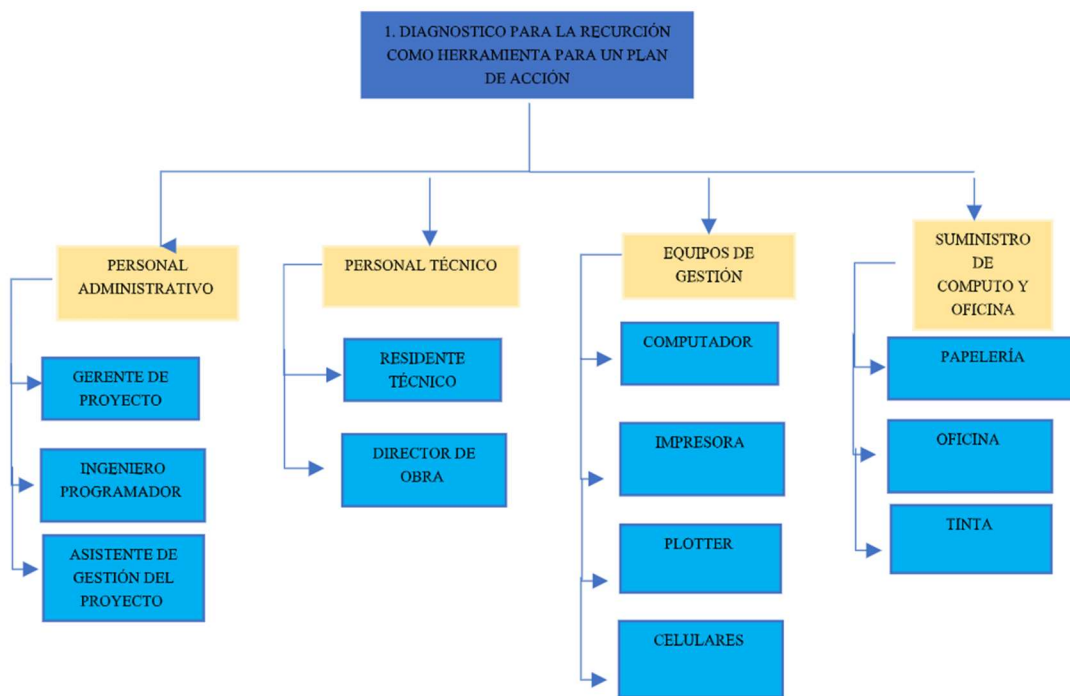 1. DIAGNOSTICO PARA LA RECURCIÓN
COMO HERRAMIENTA PARA UN PLAN
DE ACCIÓN
PERSONAL
ADMINISTRATIVO
GERENTE DE
PROYECTO
INGENIERO
PROGRAMADOR
ASISTENTE DE
GESTIÓN DEL
PROYECTO
PERSONAL TÉCNICO
RESIDENTE
TÉCNICO
DIRECTOR DE
OBRA
EQUIPOS DE
GESTIÓN
COMPUTADOR
IMPRESORA
PLOTTER
CELULARES
SUMINISTRO
DE
COMPUTO Y
OFICINA
PAPELERÍA
OFICINA
TINTA